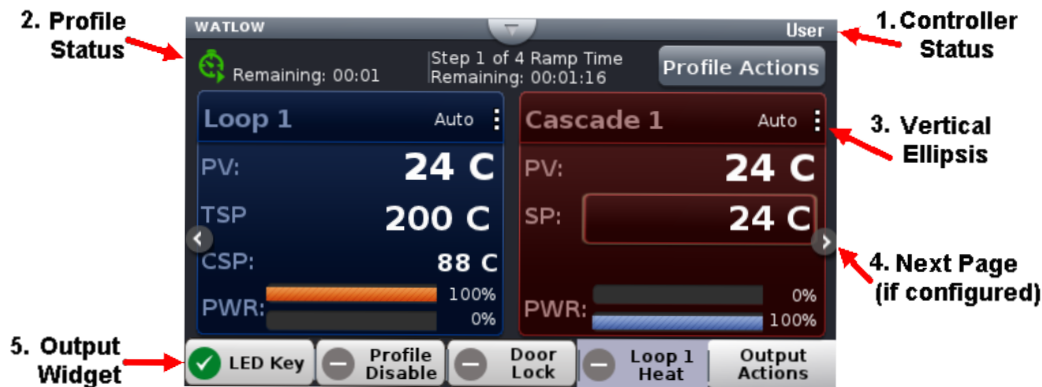 2. Profile Status
1. Controller Status
WATLOW
User
Remaining: 00:01
Step 1 of 4 Ramp Time
Remaining: 00:01:16
Profile Actions
Loop 1
Auto
PV:
24 C
TSP
200 C
CSP:
88 C
PWR:
100%
0%
Cascade 1
Auto
PV:
24 C
SP:
24 C
PWR:
0%
100%
3. Vertical
Ellipsis
4. Next Page
(if configured)
5. Output
Widget
LED Key
Profile
Disable
Door
Lock
Loop 1
Heat
Output
Actions